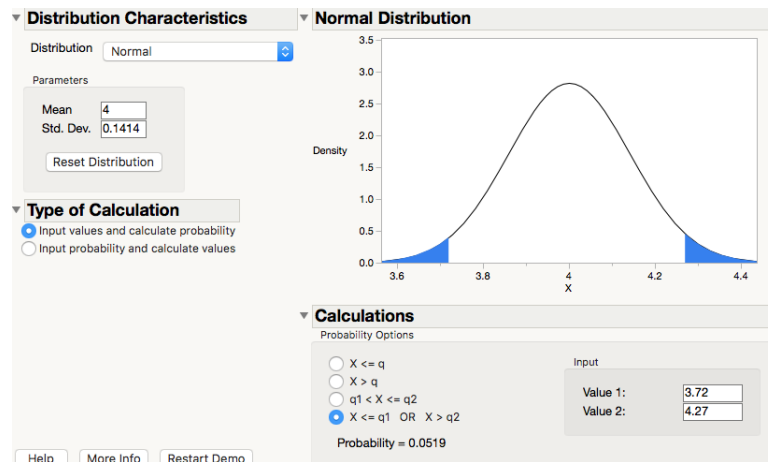 Distribution Characteristics
Distribution Normal
Parameters
Mean 4
Std. Dev. 0.1414
Reset Distribution
Type of Calculation
Input values and calculate probability
Input probability and calculate values
Help More Info Restart Demo
Normal Distribution
3.5
3.0
2.5
2.0
Density
1.5
1.0
0.5
0.0
3.6 3.8 4 4.2 4.4
X
Calculations
Probability Options
X <= q
X > q
q1 < X <= q2
X <= q1 OR X > q2
Probability = 0.0519
Input
Value 1: 3.72
Value 2: 4.27